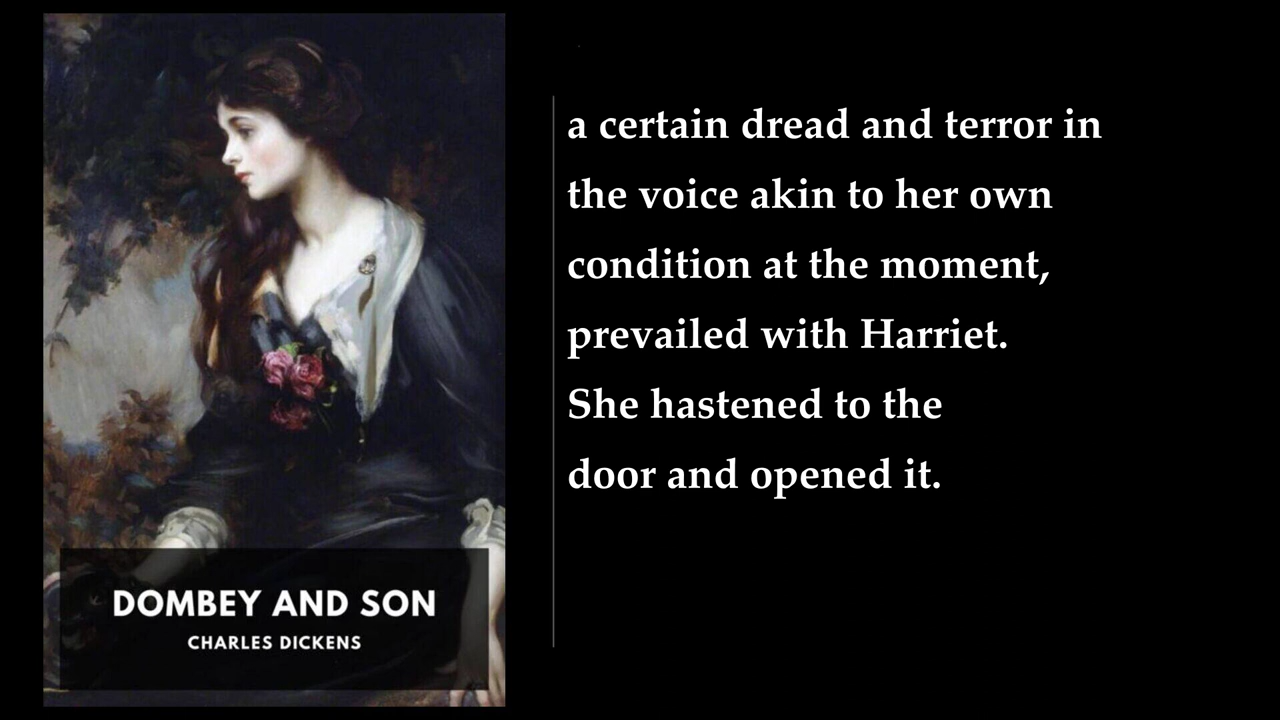 a certain dread and terror in
the voice akin to her own
condition at the moment,
prevailed with Harriet.
She hastened to the
door and opened it.
DOMBEY AND SON
CHARLES DICKENS